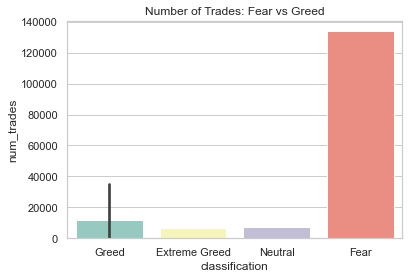 Number of Trades: Fear vs Greed
140000
120000
100000
80000
60000
40000
20000
0
num_trades
Greed Extreme Greed Neutral Fear
classification